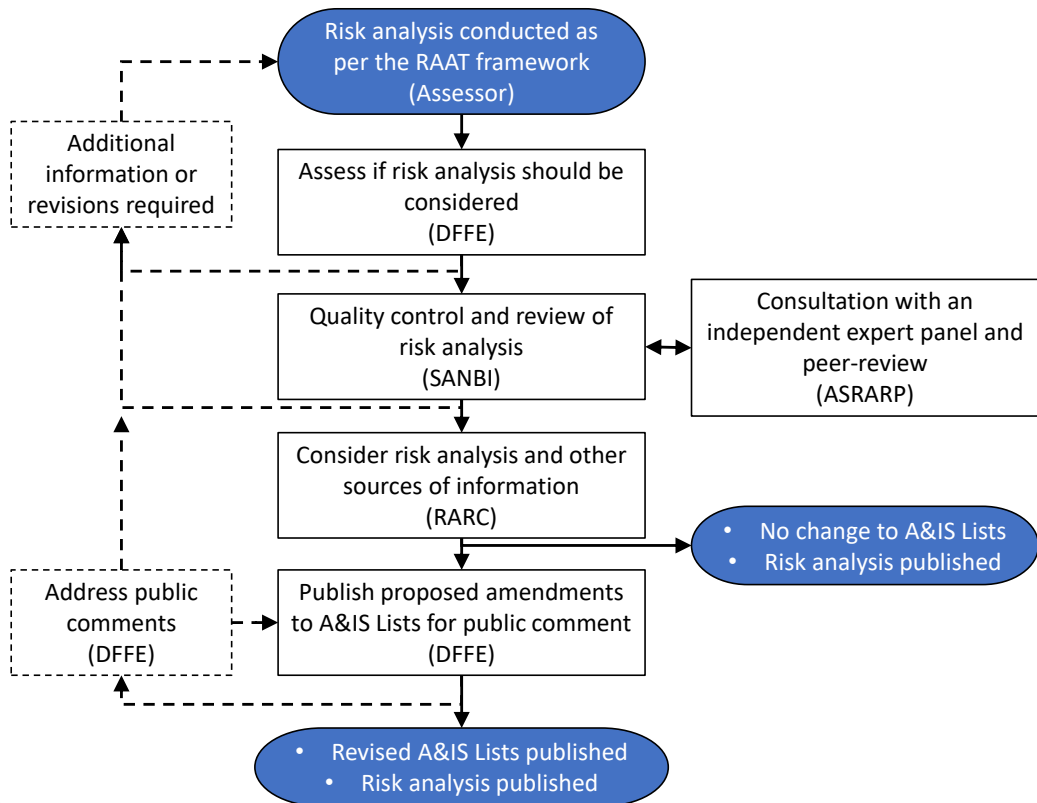 Risk analysis conducted as
per the RAAT framework
(Assessor)
Additional
information or
revisions required
Assess if risk analysis should be
considered
(DFFE)
Quality control and review of
risk analysis
(SANBI)
Consultation with an
independent expert panel and
peer-review
(ASRARP)
Consider risk analysis and other
sources of information
(RARC)
• No change to A&IS Lists
• Risk analysis published
Address public
comments
(DFFE)
Publish proposed amendments
to A&IS Lists for public comment
(DFFE)
• Revised A&IS Lists published
• Risk analysis published